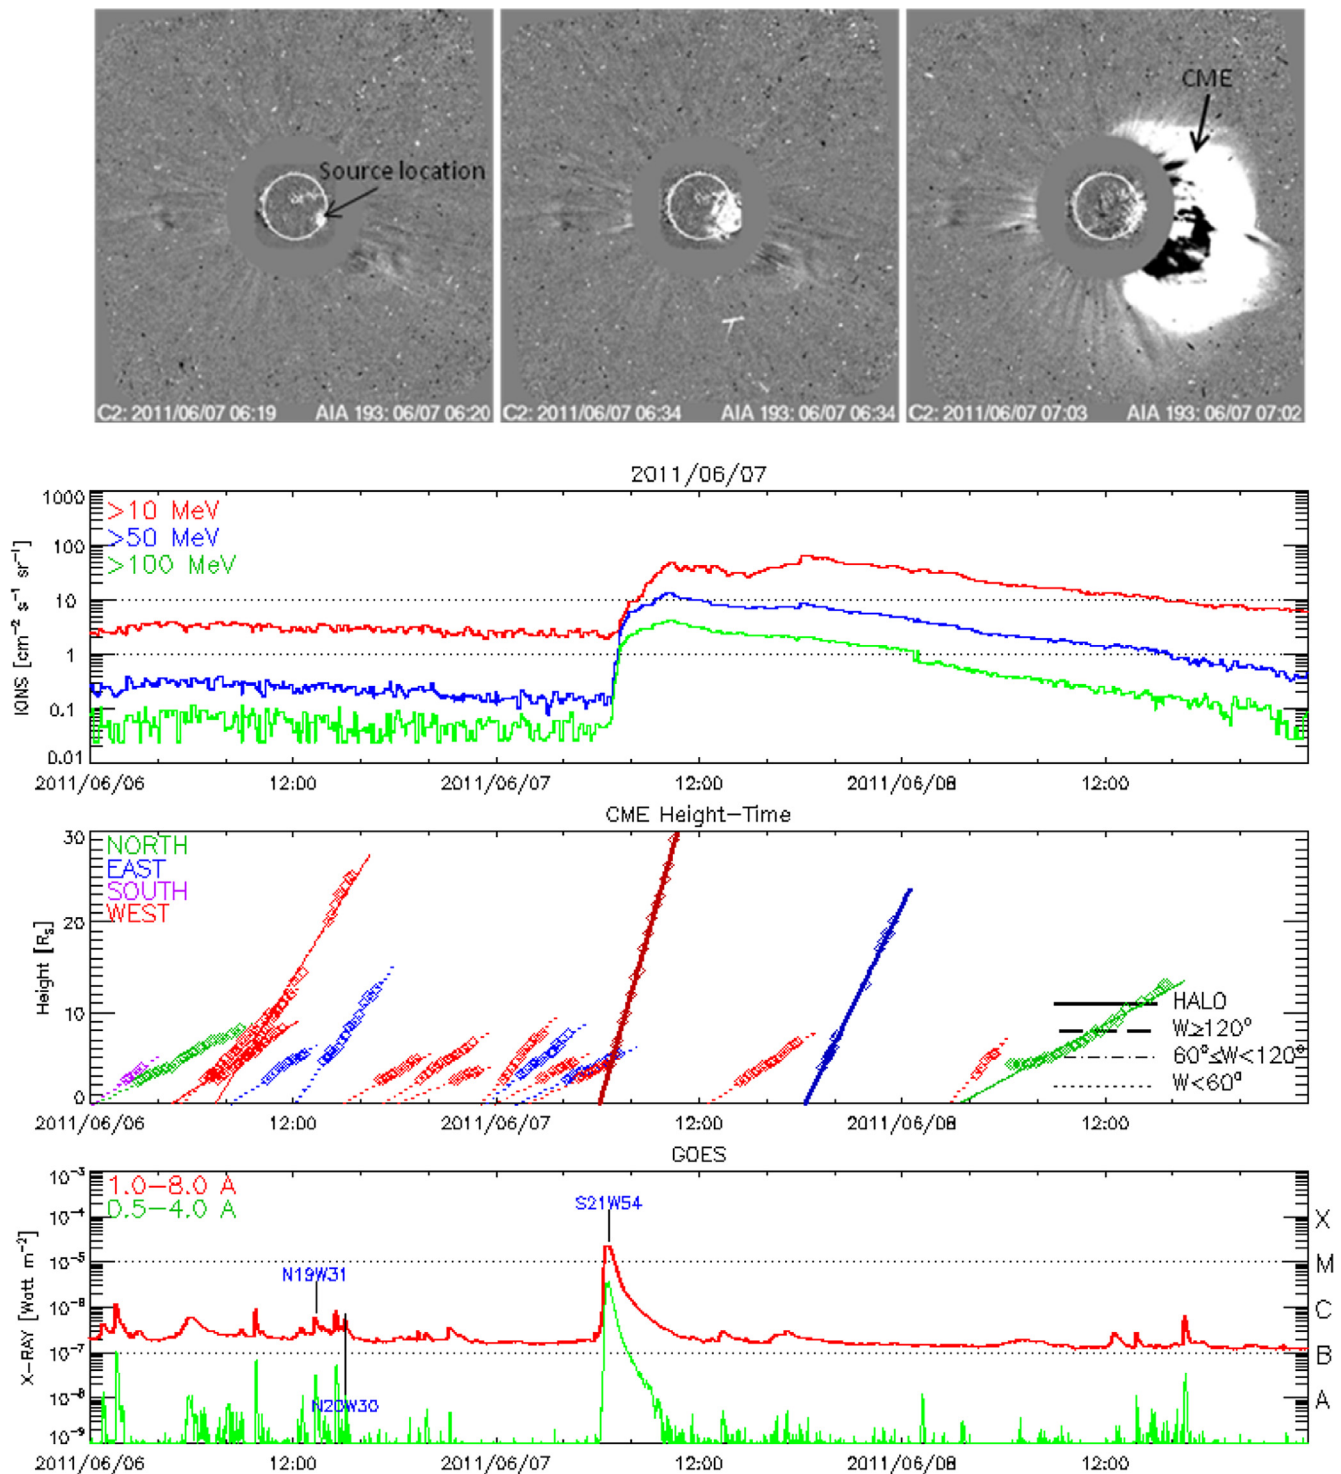 Source location
CME
C2: 2011/06/07 06:19 AIA 193: 06/07 06:20
C2: 2011/06/07 06:34 AIA 193: 06/07 06:34
C2: 2011/06/07 07:03 AIA 193: 06/07 07:02
2011/06/07
>10 MeV
>50 MeV
>100 MeV
IONS [cm⁻² s⁻¹ sr⁻¹]
1000
100
10
1
0.1
0.01
2011/06/06 12:00 2011/06/07 12:00 2011/06/08 12:00
CME Height-Time
NORTH
EAST
SOUTH
WEST
Height [Rs]
30
20
10
0
HALO
W≥120°
60°≤W<120°
W<60°
2011/06/06 12:00 2011/06/07 12:00 2011/06/08 12:00
GOES
1.0-8.0 A
0.5-4.0 A
X-RAY [Watt m⁻²]
10⁻³
10⁻⁴
10⁻⁵
10⁻⁶
10⁻⁷
10⁻⁸
10⁻⁹
S21W54
N19W31
N20W30
X
M
C
B
A
2011/06/06 12:00 2011/06/07 12:00 2011/06/08 12:00